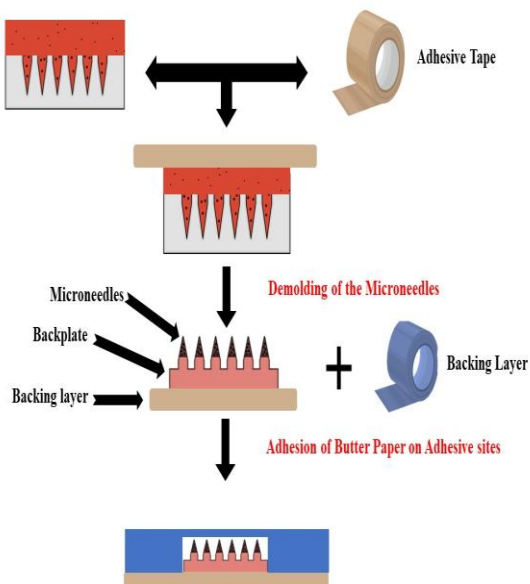 Adhesive Tape
Demolding of the Microneedles
Microneedles
Backplate
Backing layer
Backing Layer
Adhesion of Butter Paper on Adhesive sites